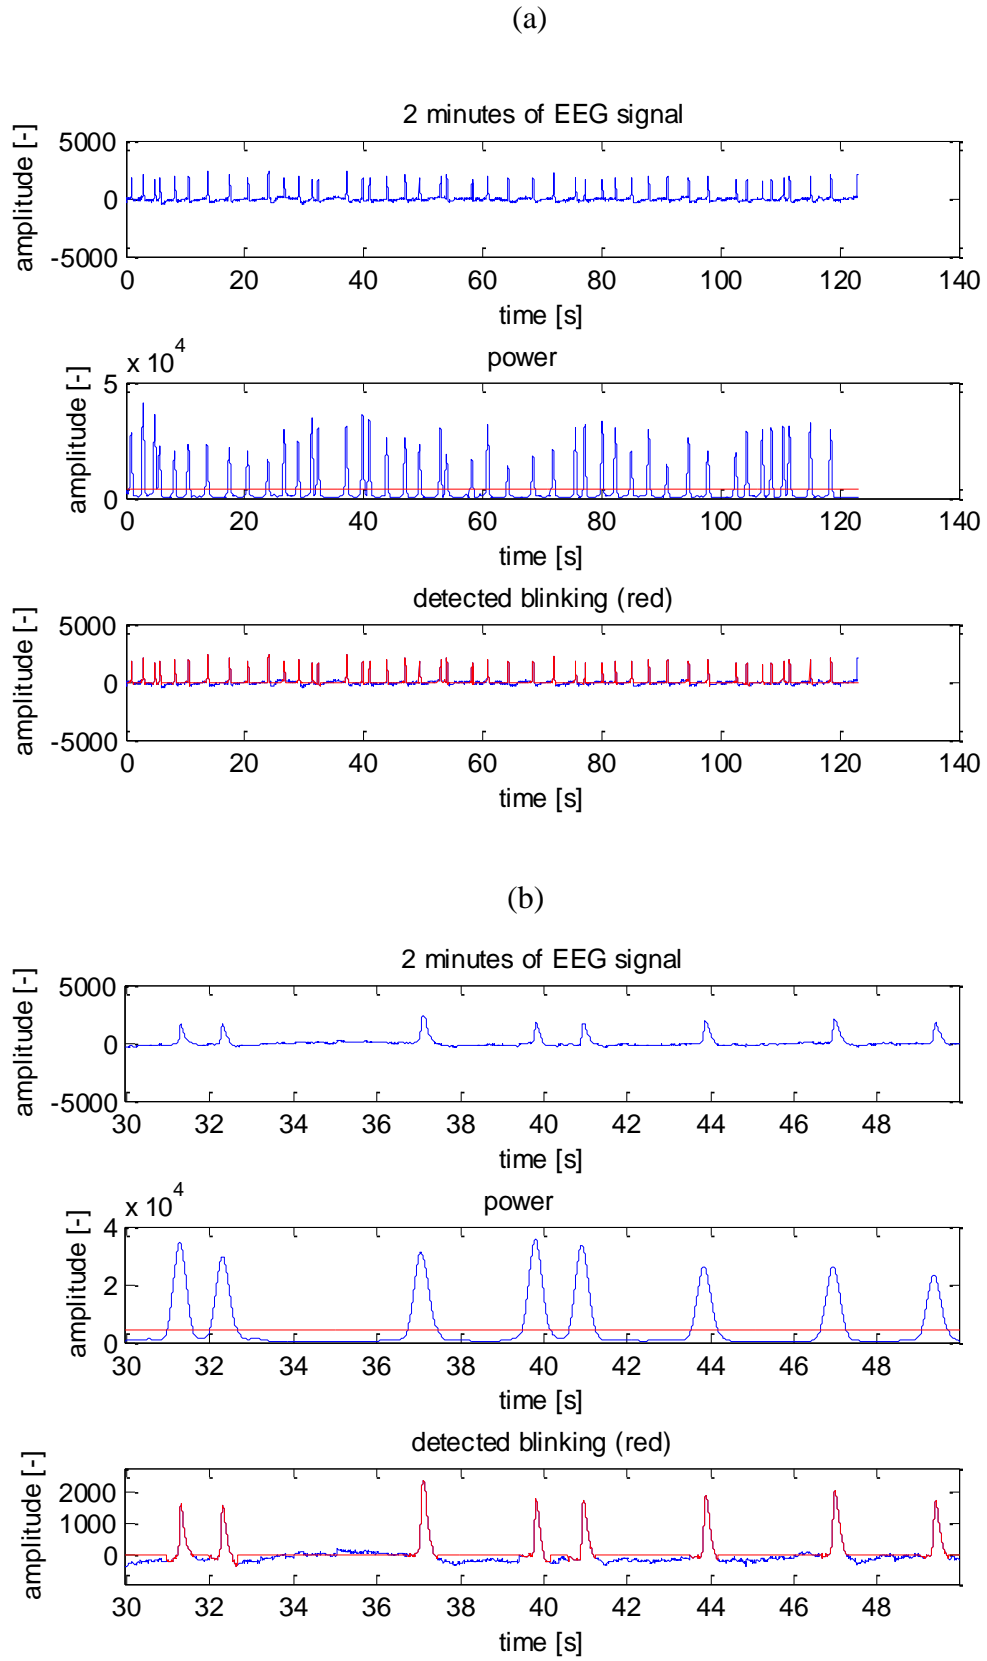 (a)
2 minutes of EEG signal
5000
0
-5000
amplitude [-]
0 20 40 60 80 100 120 140
time [s]
x 10^4
power
5
0
amplitude [-]
0 20 40 60 80 100 120 140
time [s]
detected blinking (red)
5000
0
-5000
amplitude [-]
0 20 40 60 80 100 120 140
time [s]
(b)
2 minutes of EEG signal
5000
0
-5000
amplitude [-]
30 32 34 36 38 40 42 44 46 48
time [s]
x 10^4
power
4
2
0
amplitude [-]
30 32 34 36 38 40 42 44 46 48
time [s]
detected blinking (red)
2000
1000
0
amplitude [-]
30 32 34 36 38 40 42 44 46 48
time [s]